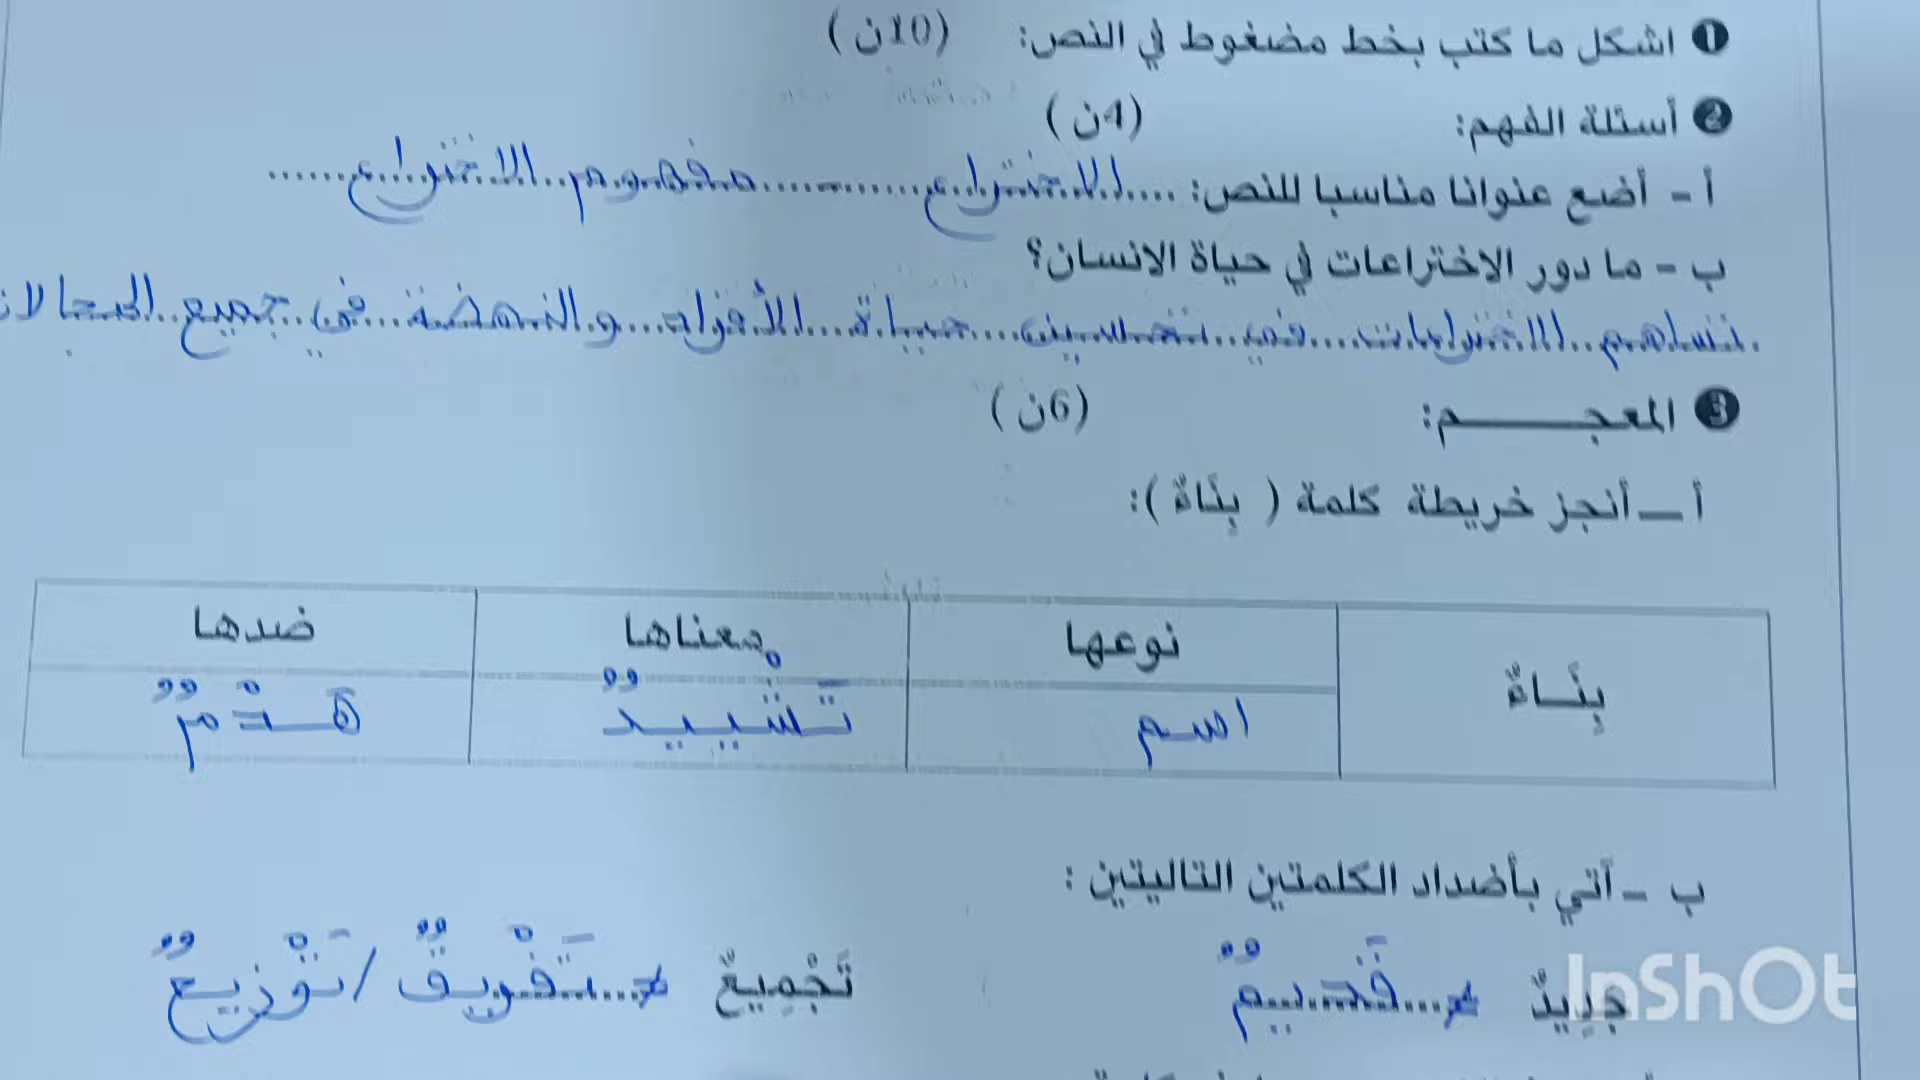 ❶ اشكل ما كتب بخط مضغوط في النص: (10ن)
❷ أسئلة الفهم: (4ن)
أ - أضع عنوانا مناسبا للنص: .... الاختراع ............ مفهوم الاختراع ......
ب - ما دور الاختراعات في حياة الانسان؟
تساهم الاختراعات في تحسين حياة الأفراد والنهضة في جميع المجالات
❸ المعجـــــم: (6ن)
أ ــ أنجز خريطة كلمة ( بِنَاءٌ ):
بِنَــاءٌ نوعها معناها ضدها
اسم تَشْيِيدٌ هَدْمٌ
ب - آتي بأضداد الكلمتين التاليتين :
جَدِيدٌ ≠ .... قَدِيمٌ تَجْمِيعٌ ≠ .... تَفْرِيقٌ / تَوْزِيعٌ
InShOt